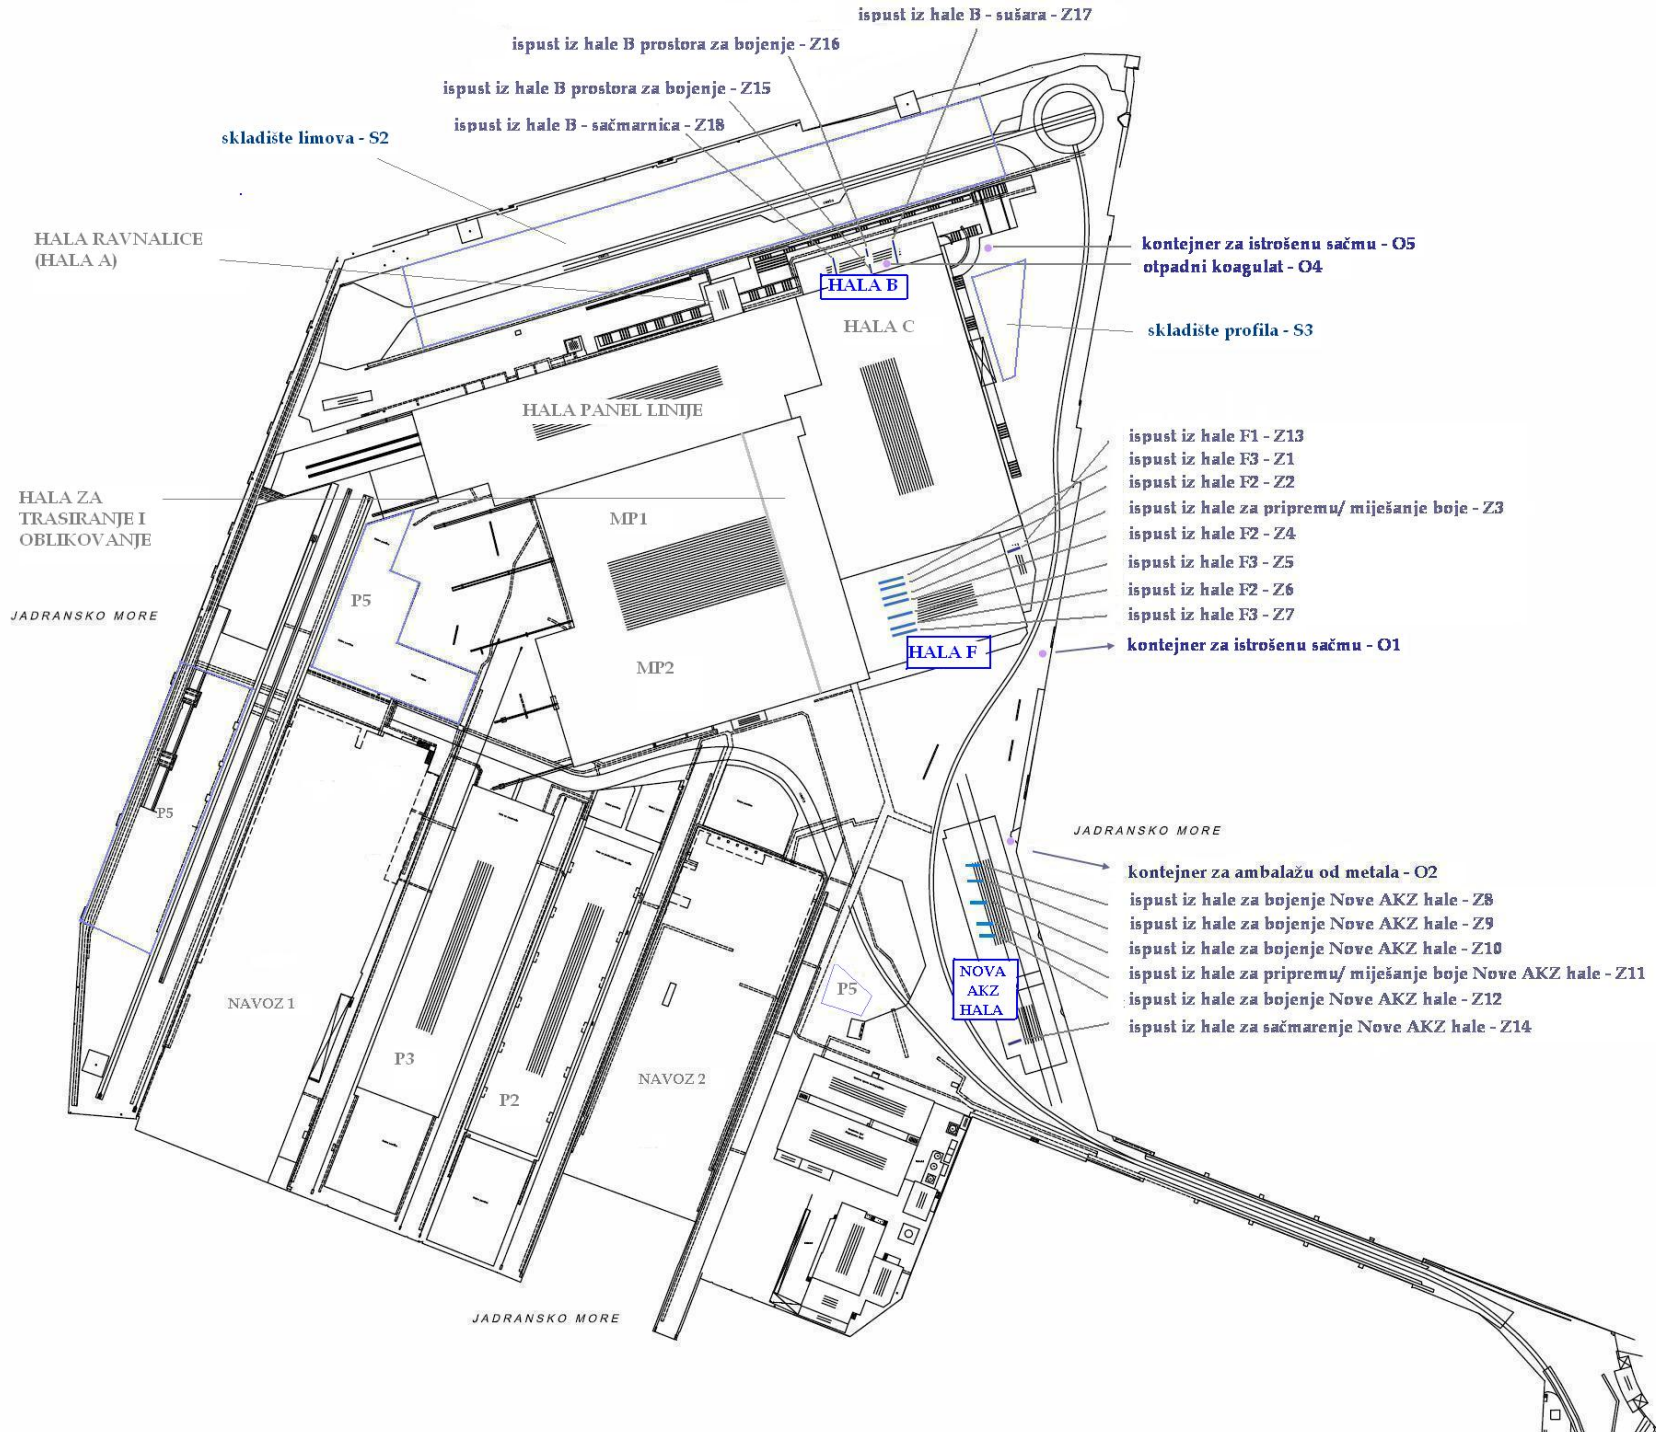 ispust iz hale B - sušara - Z17
ispust iz hale B prostora za bojenje - Z16
ispust iz hale B prostora za bojenje - Z15
ispust iz hale B - sačmarnica - Z18
skladište limova - S2
HALA RAVNALICE
(HALA A)
kontejner za istrošenu sačmu - O5
otpadni koagulat - O4
HALA B
HALA C
skladište profila - S3
HALA PANEL LINIJE
ispust iz hale F1 - Z13
ispust iz hale F3 - Z1
ispust iz hale F2 - Z2
ispust iz hale za pripremu/ miješanje boje - Z3
ispust iz hale F2 - Z4
ispust iz hale F3 - Z5
ispust iz hale F2 - Z6
ispust iz hale F3 - Z7
HALA ZA
TRASIRANJE I
OBLIKOVANJE
MP1
P5
JADRANSKO MORE
HALA F
kontejner za istrošenu sačmu - O1
MP2
P5
JADRANSKO MORE
kontejner za ambalažu od metala - O2
ispust iz hale za bojenje Nove AKZ hale - Z8
ispust iz hale za bojenje Nove AKZ hale - Z9
ispust iz hale za bojenje Nove AKZ hale - Z10
ispust iz hale za pripremu/ miješanje boje Nove AKZ hale - Z11
ispust iz hale za bojenje Nove AKZ hale - Z12
ispust iz hale za sačmarenje Nove AKZ hale - Z14
NOVA
AKZ
HALA
P5
NAVOZ 1
P3
P2
NAVOZ 2
JADRANSKO MORE